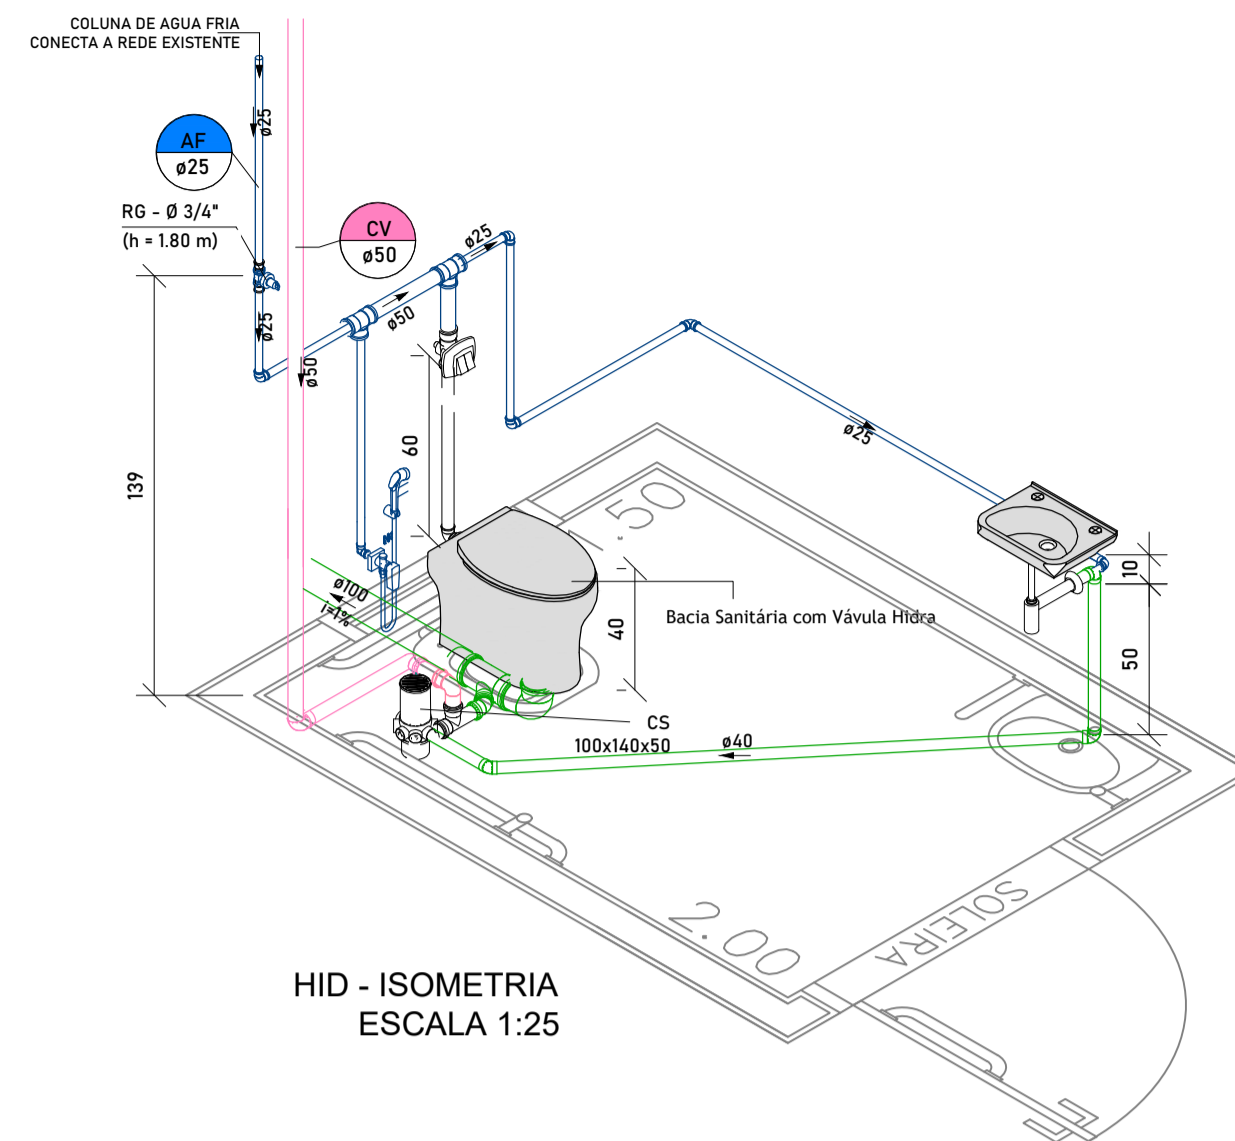 COLUNA DE AGUA FRIA
CONECTA A REDE EXISTENTE
ø25
AF
ø25
RG - Ø 3/4"
(h = 1.80 m)
CV
ø50
ø25
ø25
ø50
ø50
60
139
ø25
.50
10
ø100
i=1%
40
Bacia Sanitária com Vávula Hidra
50
CS
100x140x50
ø40
2.00
SOLEIRA
HID - ISOMETRIA
ESCALA 1:25